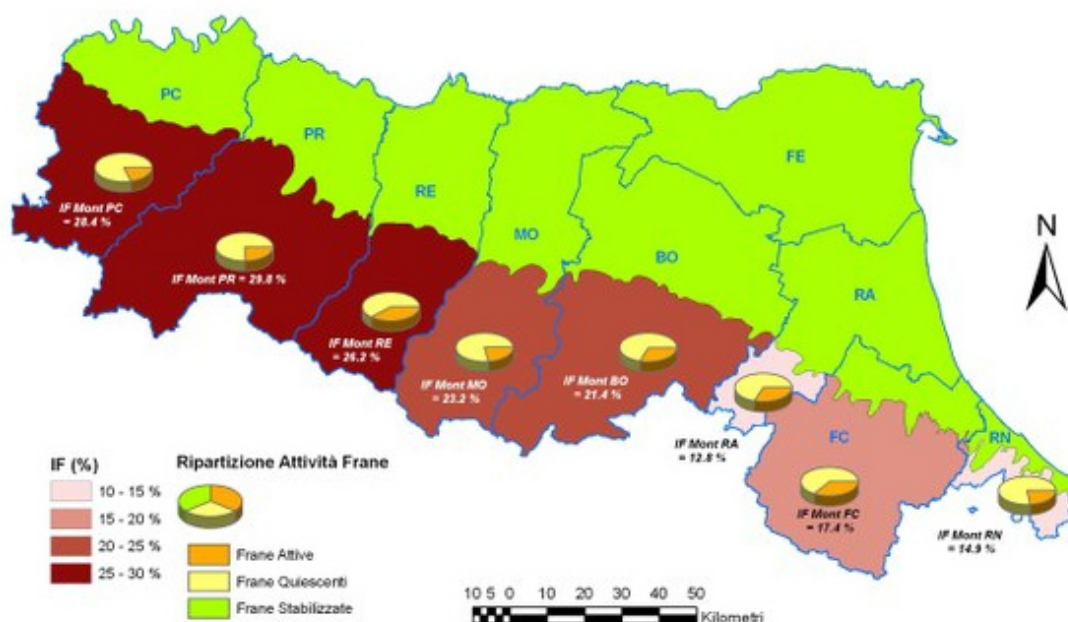 PC
PR
RE
MO
BO
FE
RA
FC
RN
IF Mont PC
= 28.4 %
IF Mont PR = 29.8 %
IF Mont RE
= 26.2 %
IF Mont MO
= 23.2 %
IF Mont BO
= 21.4 %
IF Mont RA
= 12.8 %
IF Mont FC
= 17.4 %
IF Mont RN
= 14.9 %
N
IF (%)
10 - 15 %
15 - 20 %
20 - 25 %
25 - 30 %
Ripartizione Attività Frane
Frane Attive
Frane Quiescenti
Frane Stabilizzate
10 5 0 10 20 30 40 50
Kilometri